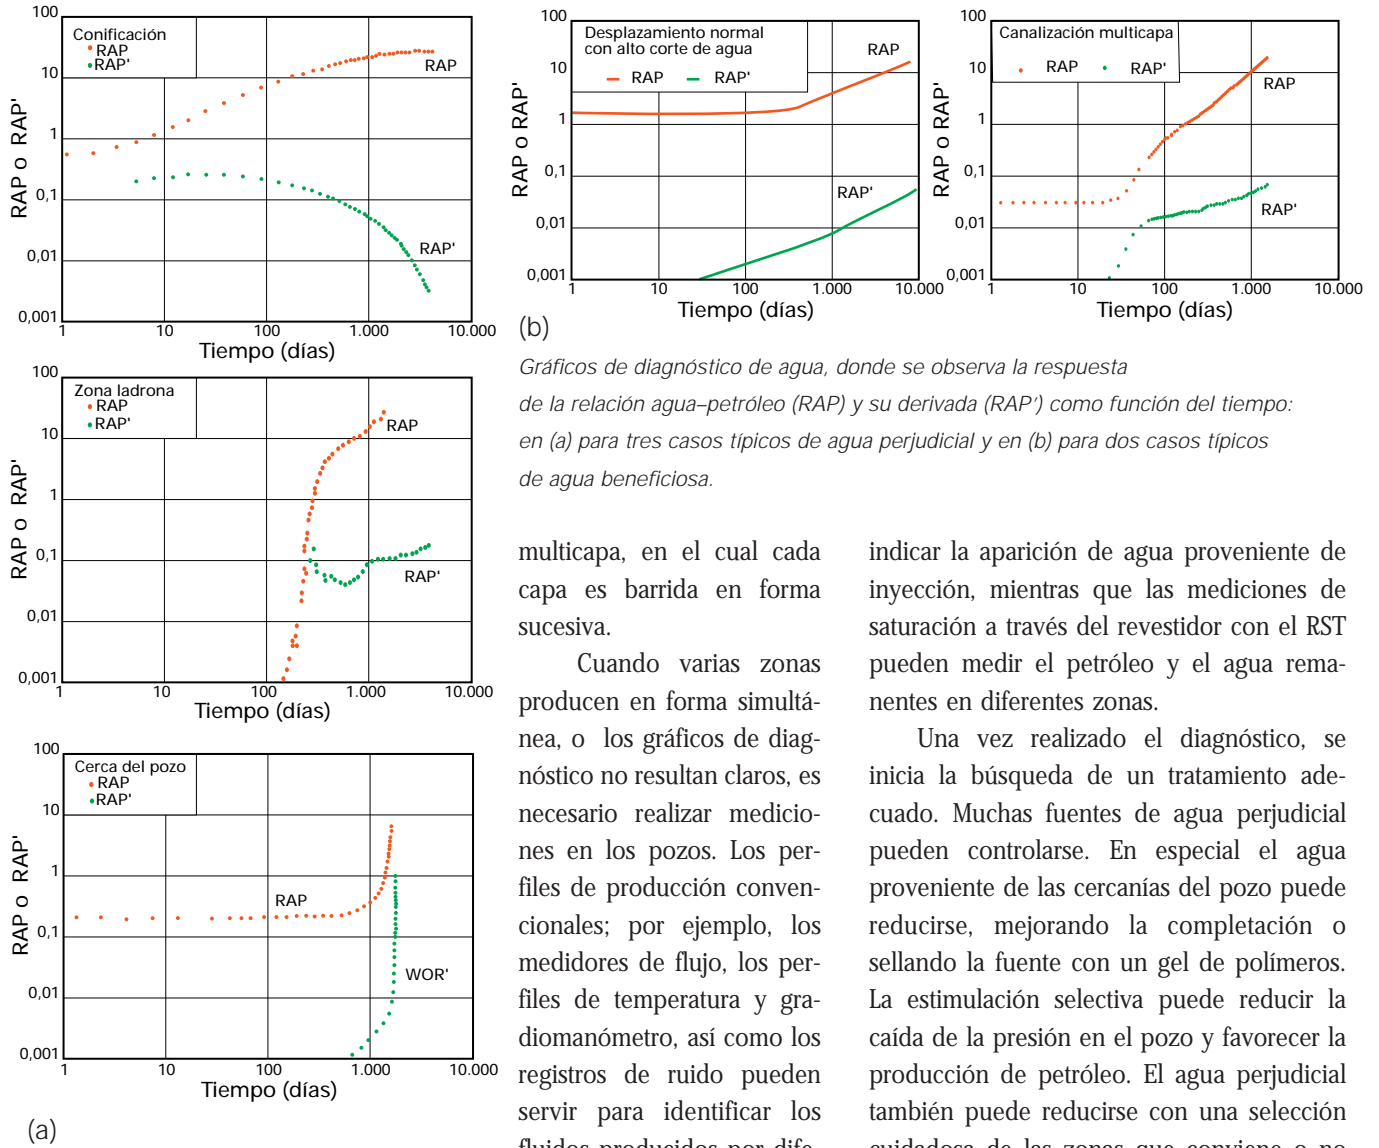 100
10
1
0,1
0,01
0,001
RAP o RAP'
Conificación
RAP
RAP'
RAP
RAP'
1
10
100
1.000
10.000
Tiempo (días)
100
10
1
0,1
0,01
0,001
RAP o RAP'
Zona ladrona
RAP
RAP'
RAP
RAP'
1
10
100
1.000
10.000
Tiempo (días)
100
10
1
0,1
0,01
0,001
RAP o RAP'
Cerca del pozo
RAP
RAP'
RAP
WOR'
1
10
100
1.000
10.000
Tiempo (días)
(a)
100
10
1
0,1
0,01
0,001
RAP o RAP'
Desplazamiento normal
con alto corte de agua
RAP RAP'
RAP
RAP'
1
10
100
1.000
10.000
Tiempo (días)
100
10
1
0,1
0,01
0,001
RAP o RAP'
Canalización multicapa
RAP RAP'
RAP
RAP'
1
10
100
1.000
10.000
Tiempo (días)
(b)
Gráficos de diagnóstico de agua, donde se observa la respuesta
de la relación agua–petróleo (RAP) y su derivada (RAP') como función del tiempo:
en (a) para tres casos típicos de agua perjudicial y en (b) para dos casos típicos
de agua beneficiosa.
multicapa, en el cual cada
capa es barrida en forma
sucesiva.
Cuando varias zonas
producen en forma simultá-
nea, o los gráficos de diag-
nóstico no resultan claros, es
necesario realizar medicio-
nes en los pozos. Los per-
files de producción conven-
cionales; por ejemplo, los
medidores de flujo, los per-
files de temperatura y gra-
diomanómetro, así como los
registros de ruido pueden
servir para identificar los
fluidos producidos por dife-
indicar la aparición de agua proveniente de
inyección, mientras que las mediciones de
saturación a través del revestidor con el RST
pueden medir el petróleo y el agua rema-
nentes en diferentes zonas.
Una vez realizado el diagnóstico, se
inicia la búsqueda de un tratamiento ade-
cuado. Muchas fuentes de agua perjudicial
pueden controlarse. En especial el agua
proveniente de las cercanías del pozo puede
reducirse, mejorando la completación o
sellando la fuente con un gel de polímeros.
La estimulación selectiva puede reducir la
caída de la presión en el pozo y favorecer la
producción de petróleo. El agua perjudicial
también puede reducirse con una selección
cuidadosa de las zonas que conviene o no